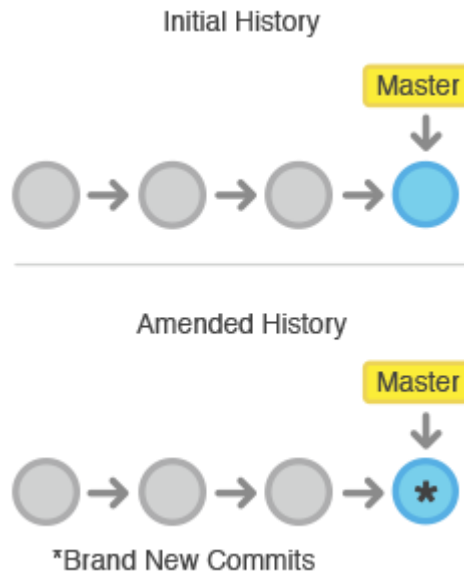 Initial History
Master
Amended History
Master
*
*Brand New Commits